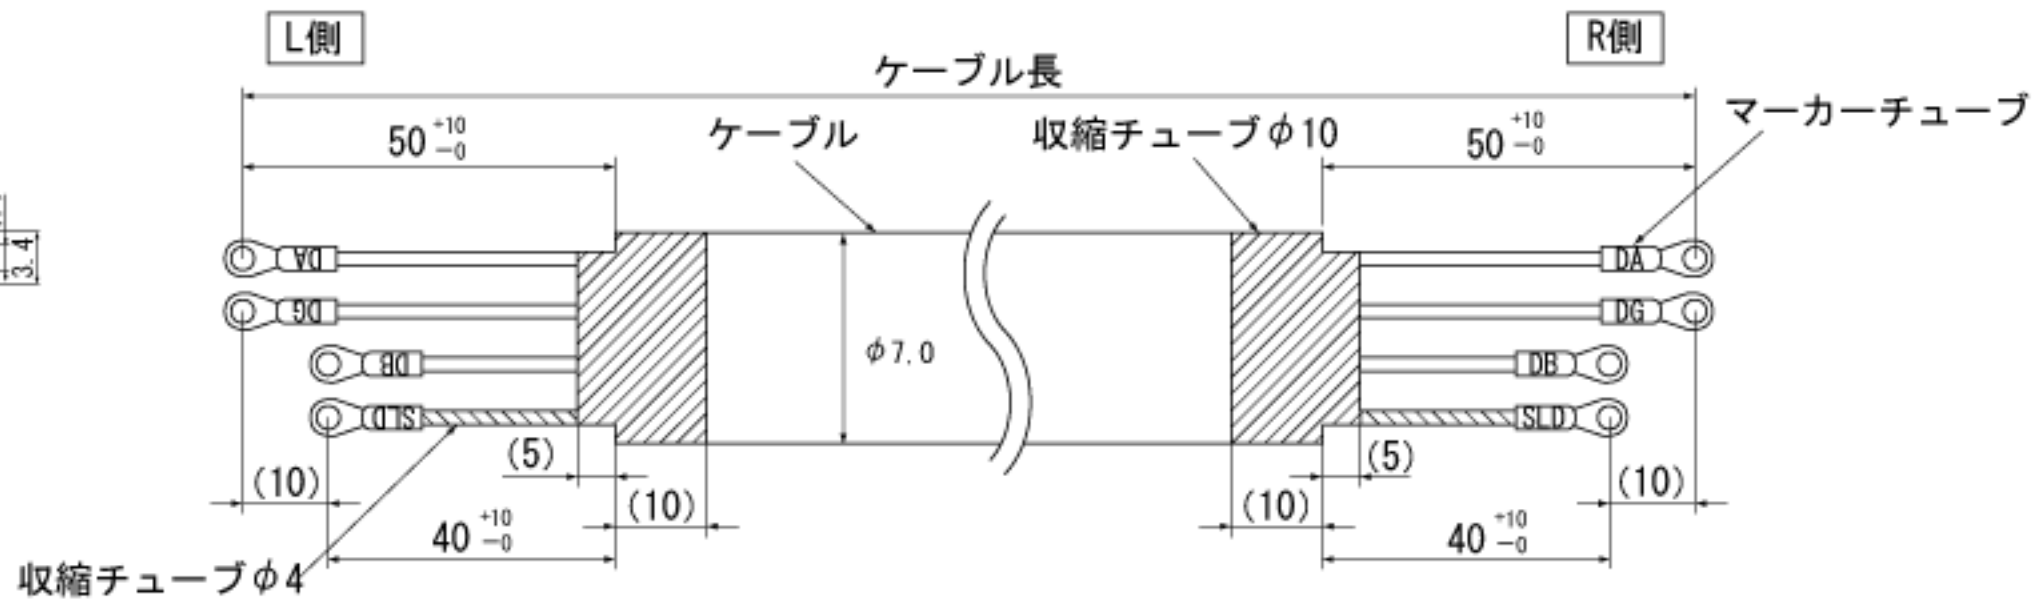 L側
R側
ケーブル長
マーカーチューブ
50 +10 −0
ケーブル
収縮チューブφ10
50 +10 −0
3.4
DA
DA
DG
DG
φ7.0
DB
DB
SLD
SLD
(5)
(5)
(10)
(10)
(10)
(10)
40 +10 −0
40 +10 −0
収縮チューブφ4